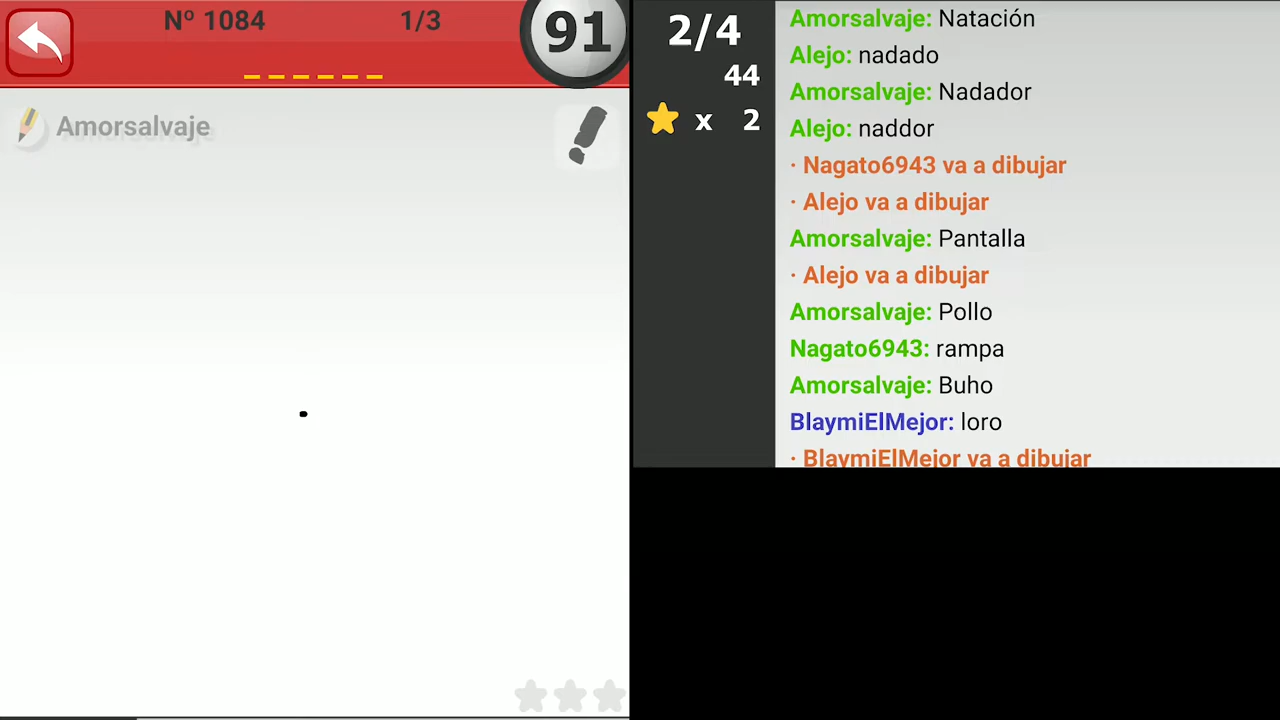 Nº 1084 1/3 91
_ _ _ _ _ _
Amorsalvaje
2/4
44
x 2
Amorsalvaje: Natación
Alejo: nadado
Amorsalvaje: Nadador
Alejo: naddor
· Nagato6943 va a dibujar
· Alejo va a dibujar
Amorsalvaje: Pantalla
· Alejo va a dibujar
Amorsalvaje: Pollo
Nagato6943: rampa
Amorsalvaje: Buho
BlaymiElMejor: loro
· BlaymiElMejor va a dibujar